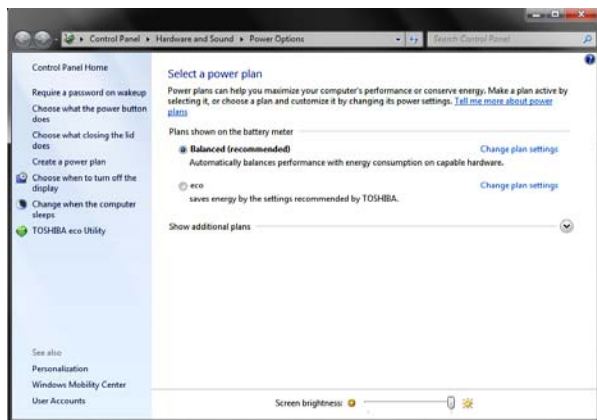 Control Panel ▸ Hardware and Sound ▸ Power Options
Search Control Panel
Control Panel Home
Require a password on wakeup
Choose what the power button
does
Choose what closing the lid
does
Create a power plan
Choose when to turn off the
display
Change when the computer
sleeps
TOSHIBA eco Utility
See also
Personalization
Windows Mobility Center
User Accounts
Select a power plan
Power plans can help you maximize your computer's performance or conserve energy. Make a plan active by
selecting it, or choose a plan and customize it by changing its power settings. Tell me more about power
plans
Plans shown on the battery meter
Balanced (recommended) Change plan settings
Automatically balances performance with energy consumption on capable hardware.
eco Change plan settings
saves energy by the settings recommended by TOSHIBA.
Show additional plans
Screen brightness: